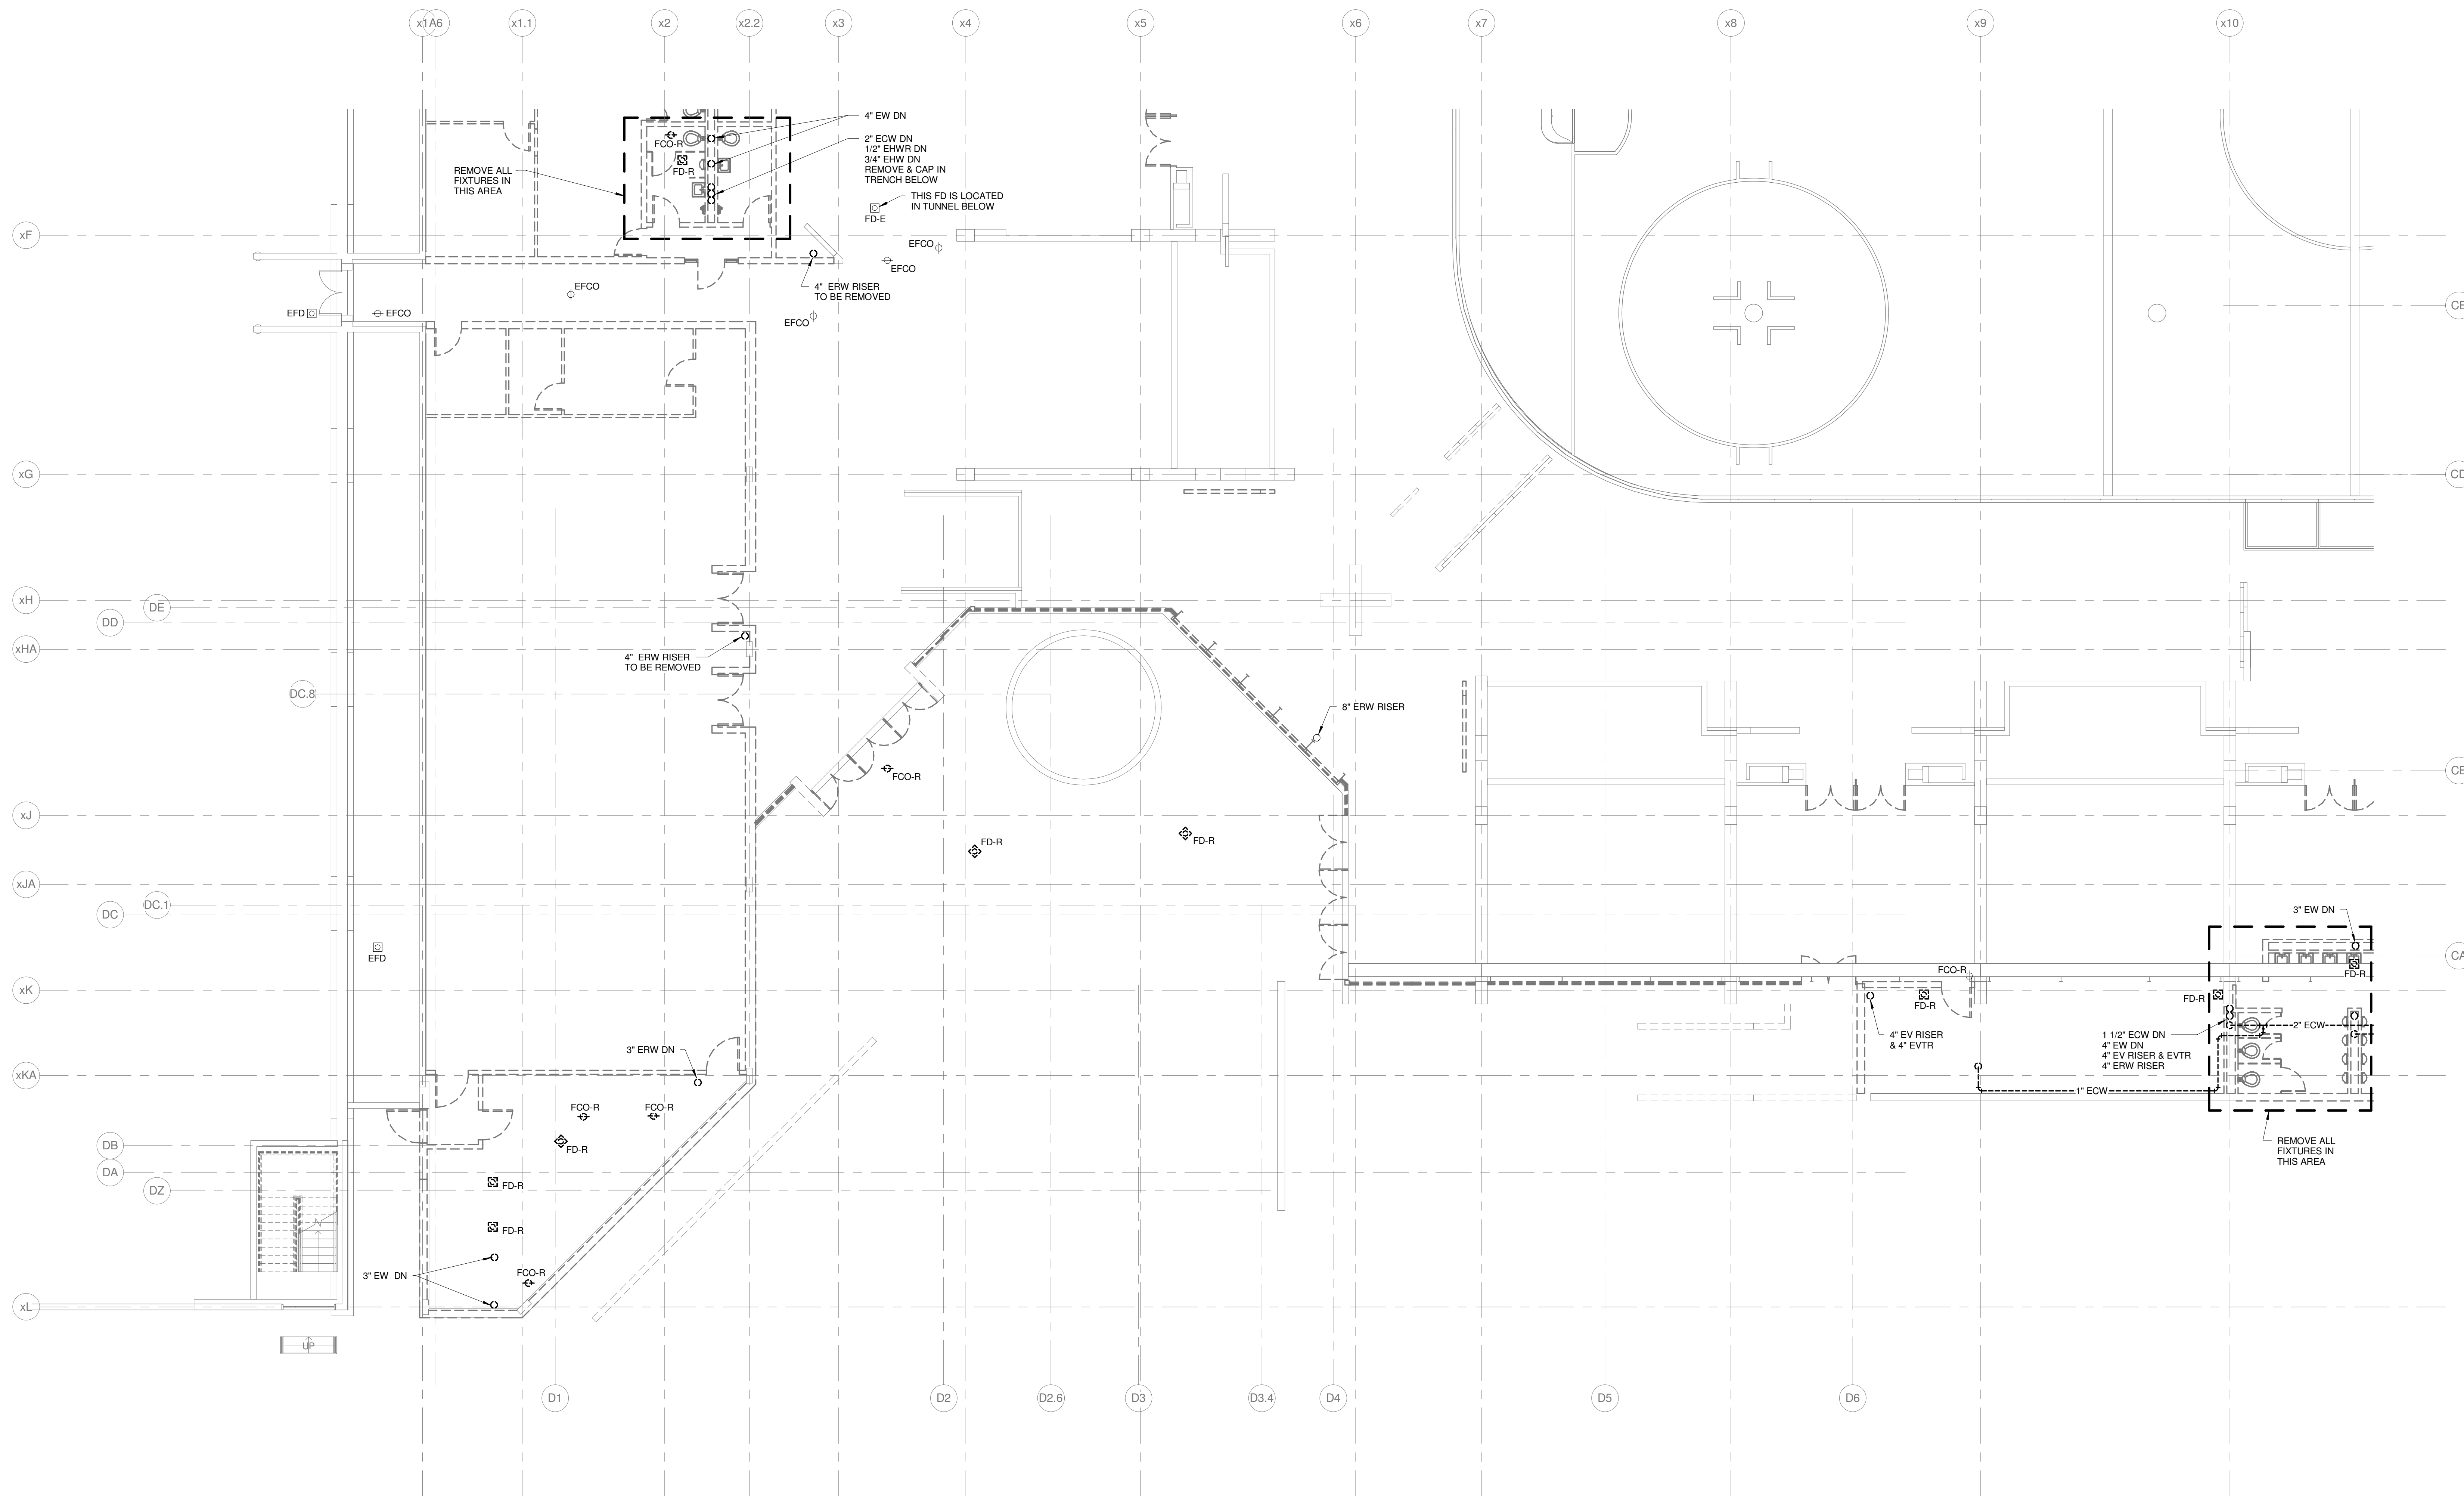 x1
A6
x1.1
x2
x2.2
x3
x4
x5
x6
x7
x8
x9
x10
4" EW DN
2" ECW DN
1/2" EHWR DN
3/4" EHW DN
REMOVE & CAP IN
TRENCH BELOW
FCO-R
FD-R
REMOVE ALL
FIXTURES IN
THIS AREA
THIS FD IS LOCATED
IN TUNNEL BELOW
FD-E
xF
EFCO
EFCO
EFCO
4" ERW RISER
TO BE REMOVED
EFD
EFCO
EFCO
CE
xG
CD
xH
DE
DD
xHA
4" ERW RISER
TO BE REMOVED
DC.8
8" ERW RISER
FCO-R
CB
xJ
FD-R
FD-R
xJA
DC.1
DC
3" EW DN
EFD
CA
FCO-R
FD-R
xK
FD-R
FD-R
2" ECW
4" EV RISER
& 4" EVTR
1 1/2" ECW DN
4" EW DN
4" EV RISER & EVTR
4" ERW RISER
3" ERW DN
xKA
1" ECW
FCO-R
FCO-R
DB
FD-R
REMOVE ALL
FIXTURES IN
THIS AREA
DA
DZ
FD-R
FD-R
3" EW DN
FCO-R
xL
UP
D1
D2
D2.6
D3
D3.4
D4
D5
D6